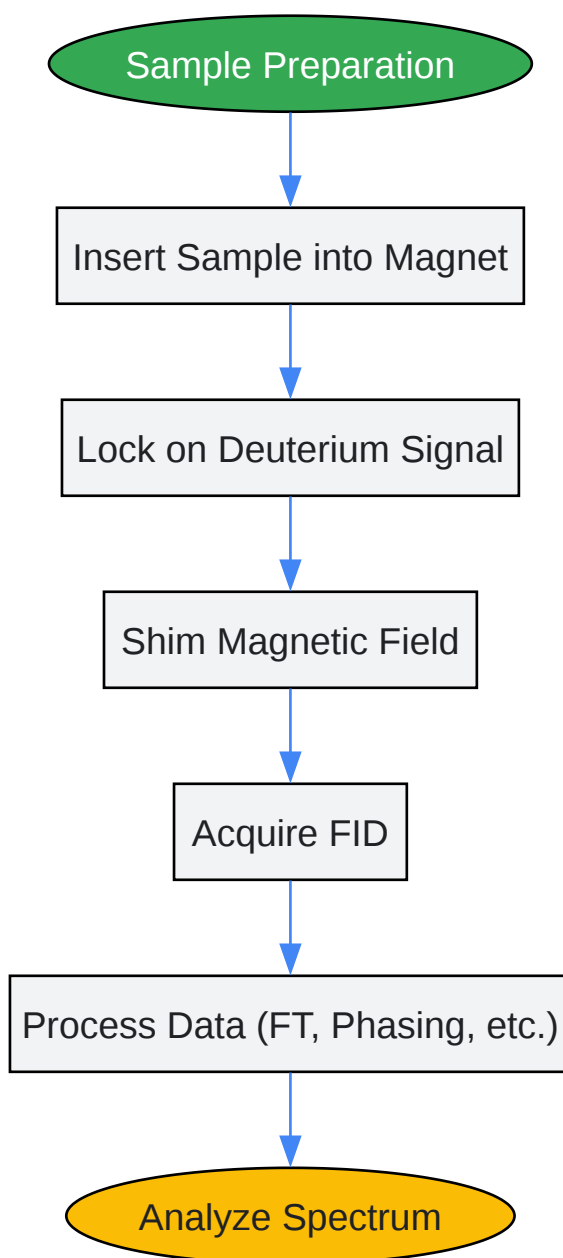 Sample Preparation
Insert Sample into Magnet
Lock on Deuterium Signal
Shim Magnetic Field
Acquire FID
Process Data (FT, Phasing, etc.)
Analyze Spectrum